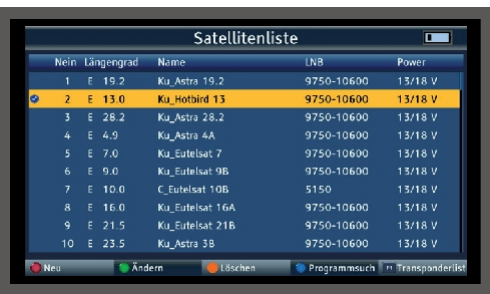 Satellitenliste
Nein Längengrad Name LNB Power
1 E 19.2 Ku_Astra 19.2 9750-10600 13/18 V
2 E 13.0 Ku_Hotbird 13 9750-10600 13/18 V
3 E 28.2 Ku_Astra 28.2 9750-10600 13/18 V
4 E 4.9 Ku_Astra 4A 9750-10600 13/18 V
5 E 7.0 Ku_Eutelsat 7 9750-10600 13/18 V
6 E 9.0 Ku_Eutelsat 9B 9750-10600 13/18 V
7 E 10.0 C_Eutelsat 10B 5150 13/18 V
8 E 16.0 Ku_Eutelsat 16A 9750-10600 13/18 V
9 E 21.5 Ku_Eutelsat 21B 9750-10600 13/18 V
10 E 23.5 Ku_Astra 3B 9750-10600 13/18 V
Neu Ändern Löschen Programmsuch F1 Transponderlist